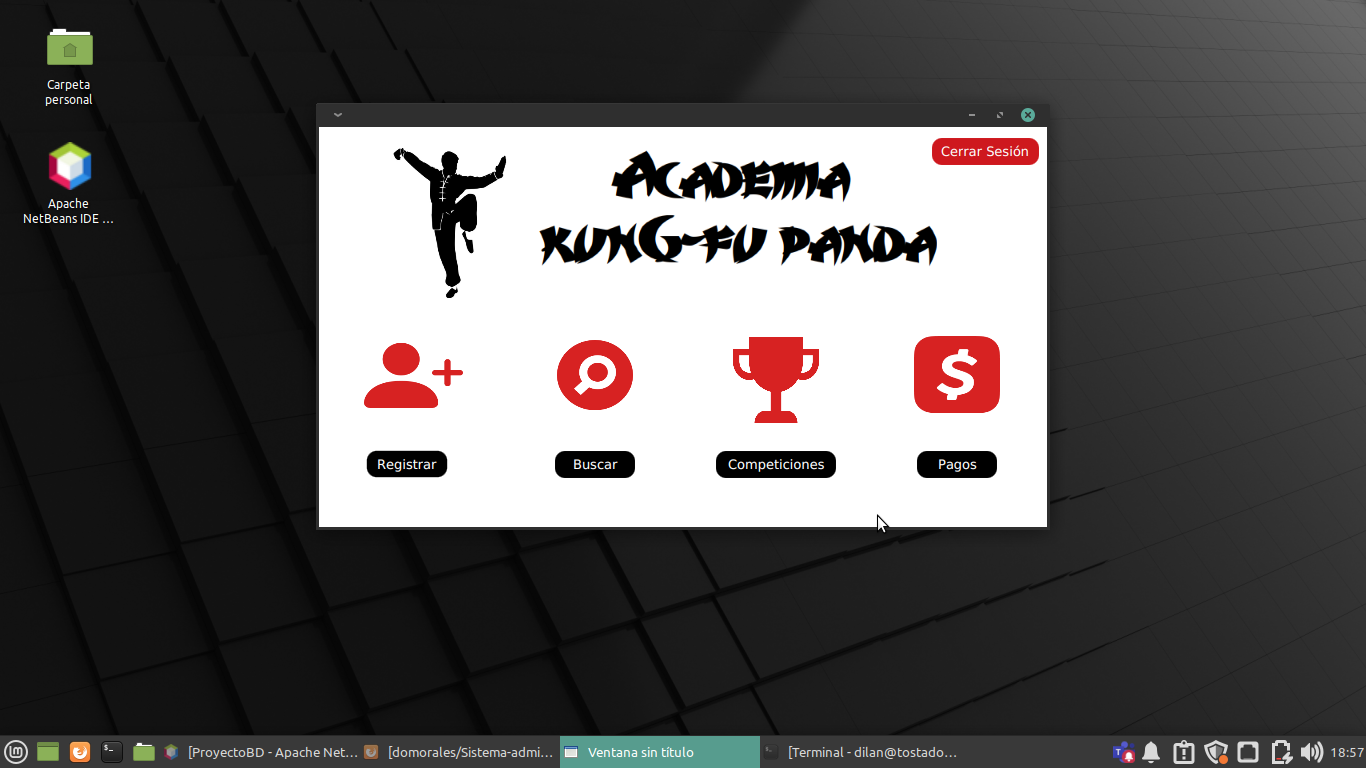 Carpeta
personal
Apache
NetBeans IDE ...
Cerrar Sesión
Academia
Kung-fu panda
Registrar
Buscar
Competiciones
Pagos
[ProyectoBD - Apache Net...
[domorales/Sistema-admi...
Ventana sin título
[Terminal - dilan@tostado...
18:57